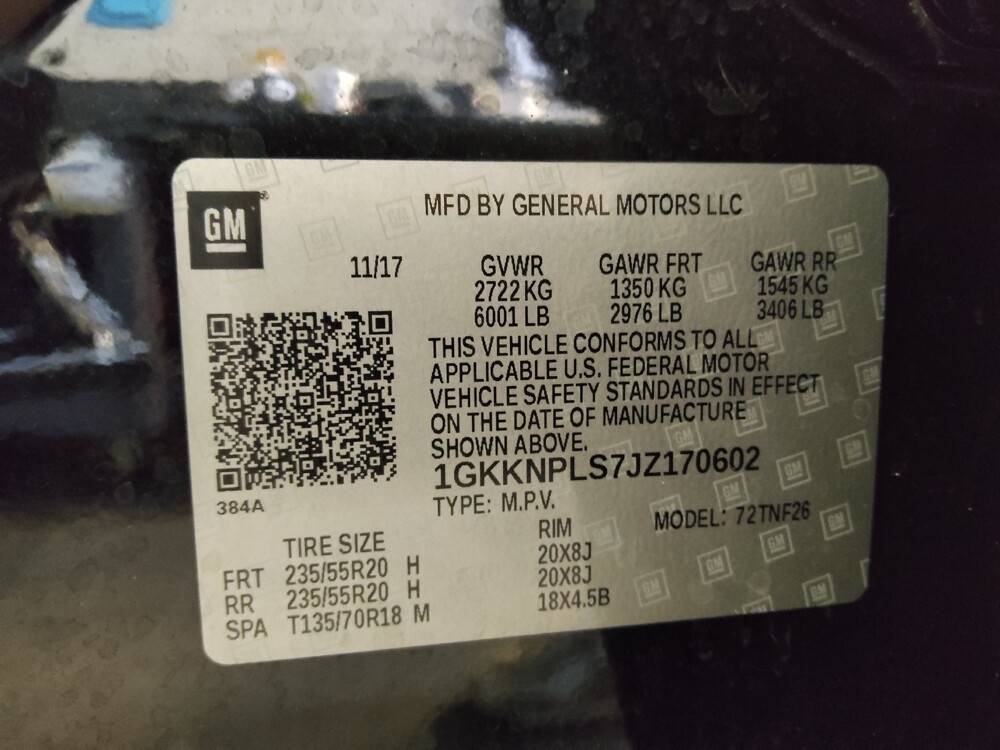 GM
MFD BY GENERAL MOTORS LLC
11/17 GVWR GAWR FRT GAWR RR
2722 KG 1350 KG 1545 KG
6001 LB 2976 LB 3406 LB
THIS VEHICLE CONFORMS TO ALL
APPLICABLE U.S. FEDERAL MOTOR
VEHICLE SAFETY STANDARDS IN EFFECT
ON THE DATE OF MANUFACTURE
SHOWN ABOVE.
1GKKNPLS7JZ170602
384A
TYPE: M.P.V. MODEL: 72TNF26
TIRE SIZE RIM
FRT 235/55R20 H 20X8J
RR 235/55R20 H 20X8J
SPA T135/70R18 M 18X4.5B